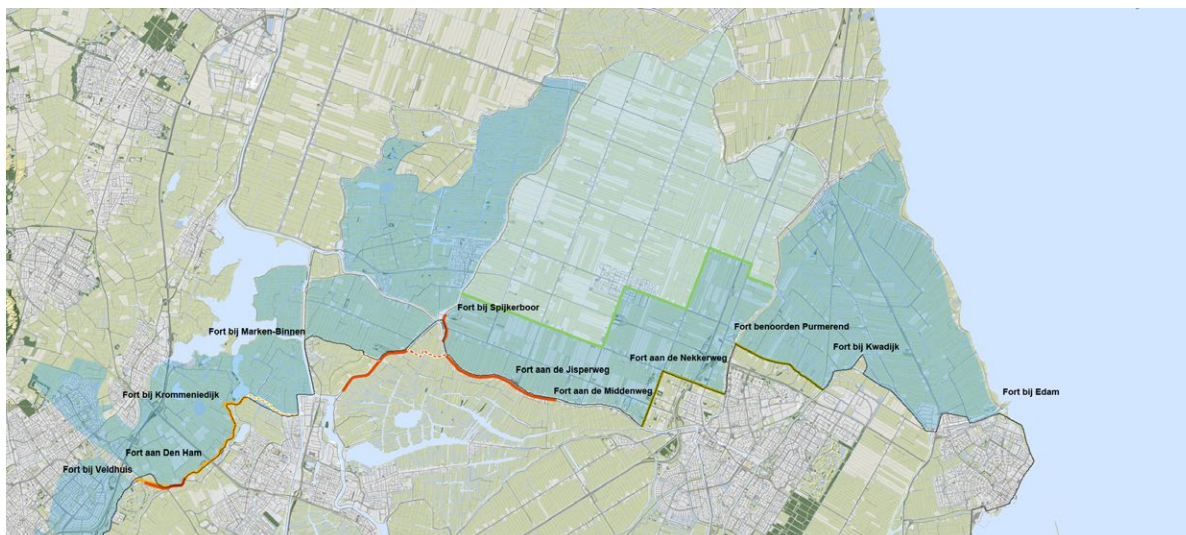 Fort bij Spijkerboor
Fort bij Marken-Binnen
Fort benoorden Purmerend
Fort bij Kwadijk
Fort aan de Nekkerweg
Fort aan de Jisperweg
Fort aan de Middenweg
Fort bij Krommeniedijk
Fort bij Edam
Fort aan Den Ham
Fort bij Veldhuis